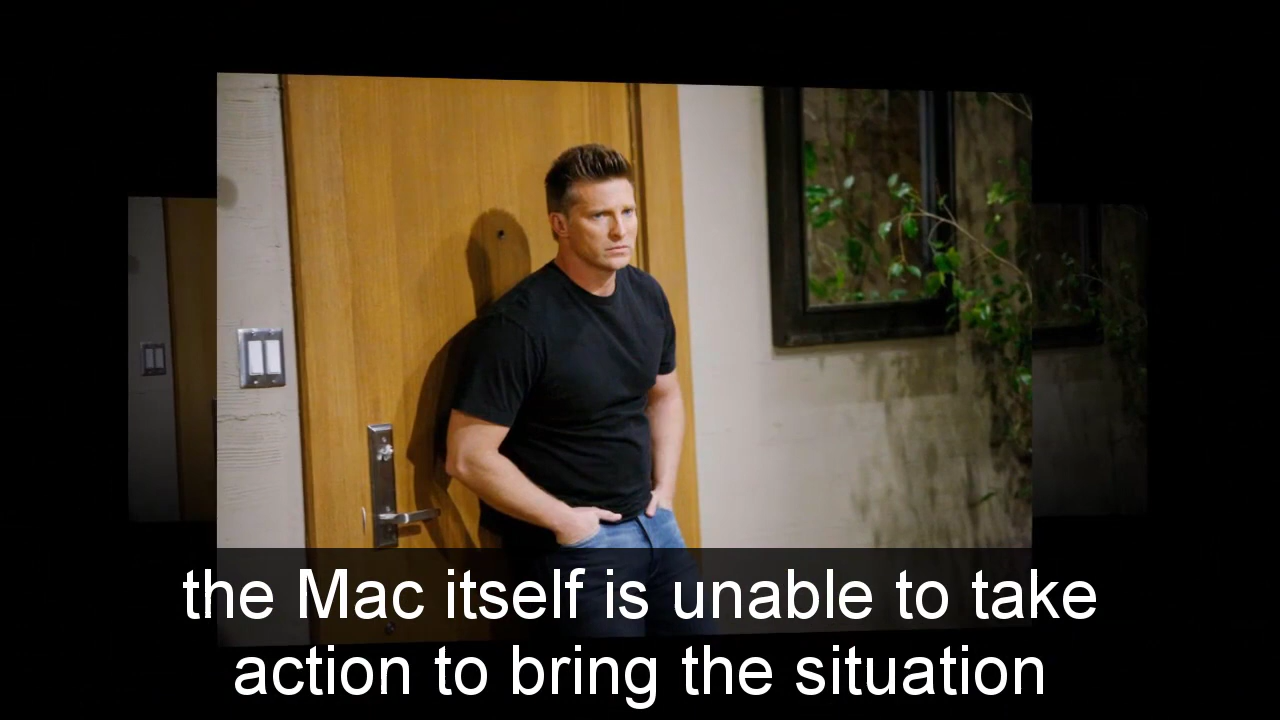 the Mac itself is unable to take
action to bring the situation